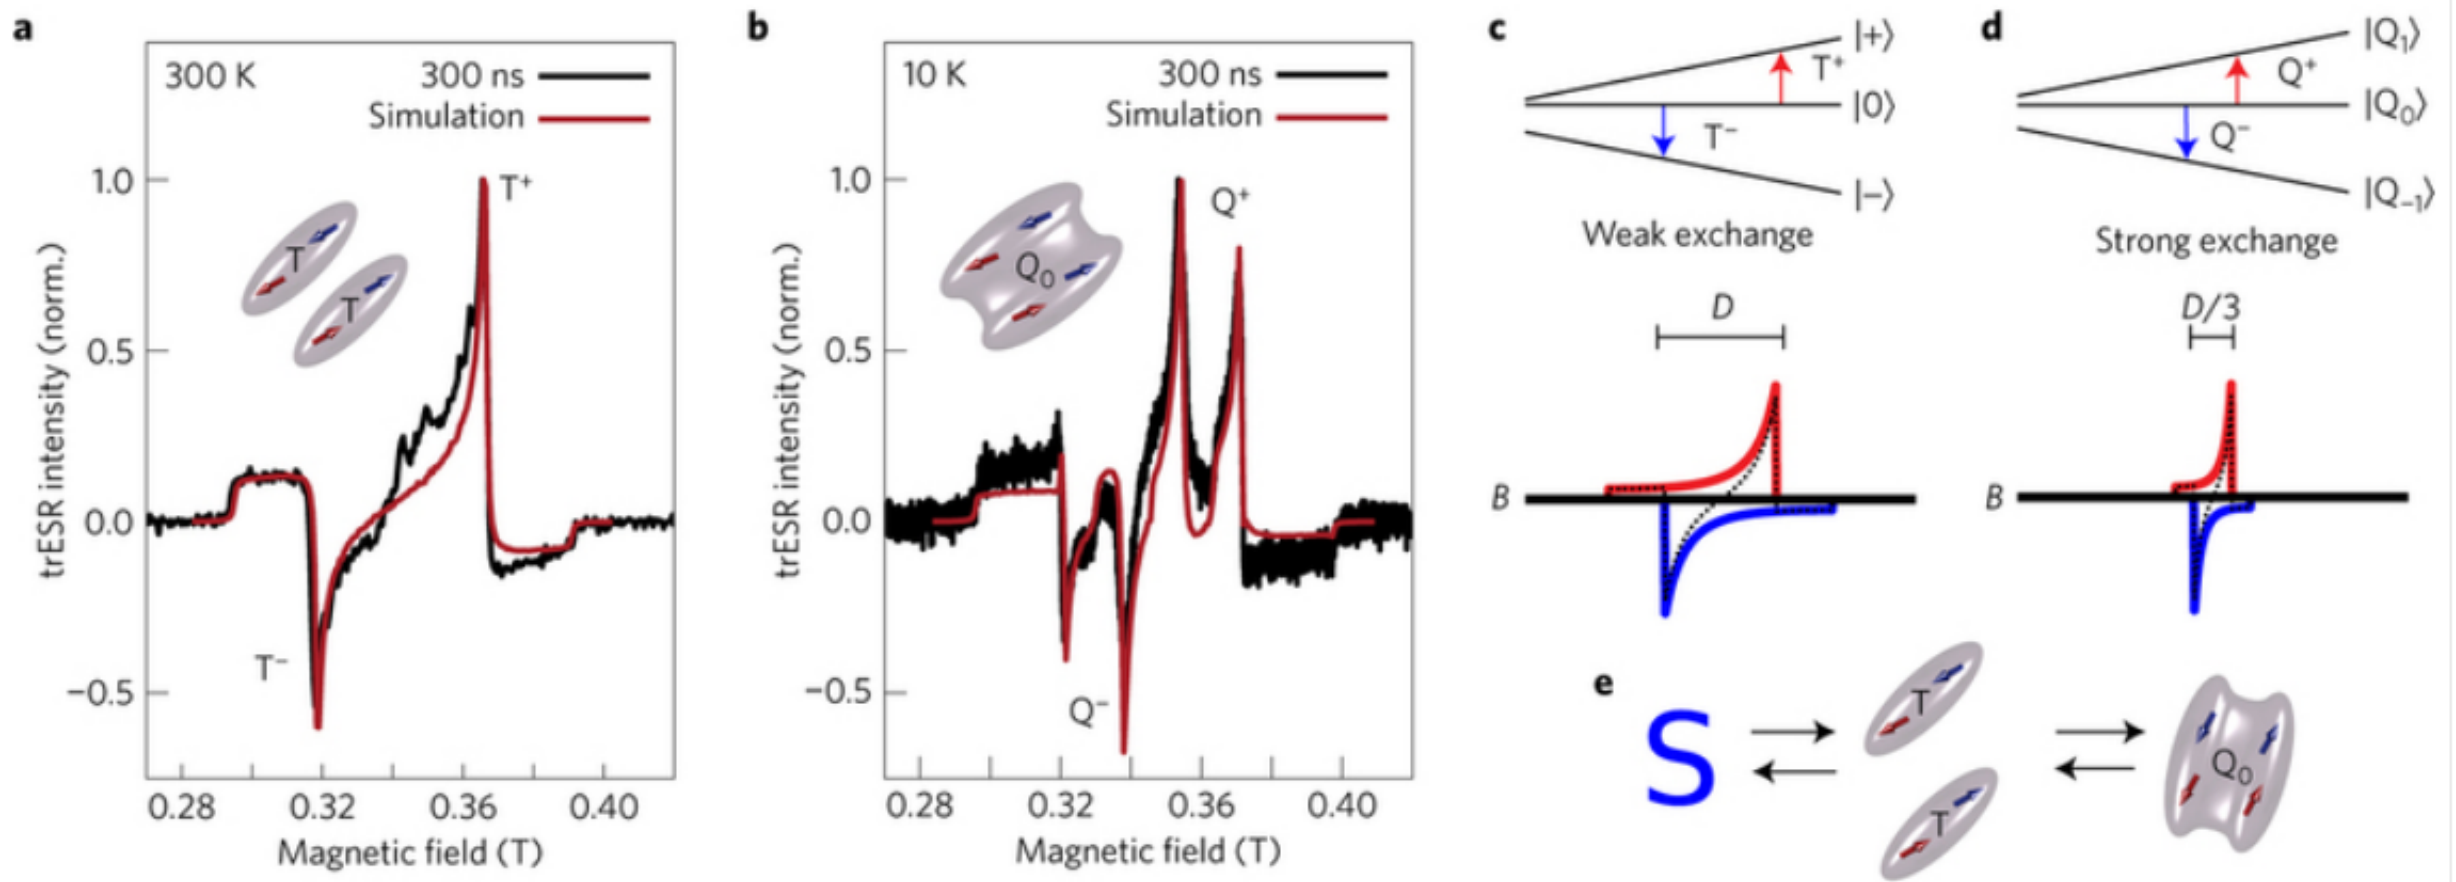 a
300 K
300 ns
Simulation
1.0
0.5
0.0
−0.5
trESR intensity (norm.)
T
T
T⁺
T⁻
0.28
0.32
0.36
0.40
Magnetic field (T)
b
10 K
300 ns
Simulation
1.0
0.5
0.0
−0.5
trESR intensity (norm.)
Q₀
Q⁺
Q⁻
0.28
0.32
0.36
0.40
Magnetic field (T)
c
|+⟩
T⁺
|0⟩
T⁻
|−⟩
Weak exchange
D
B
d
|Q₁⟩
Q⁺
|Q₀⟩
Q⁻
|Q₋₁⟩
Strong exchange
D/3
B
e
S
T
T
Q₀